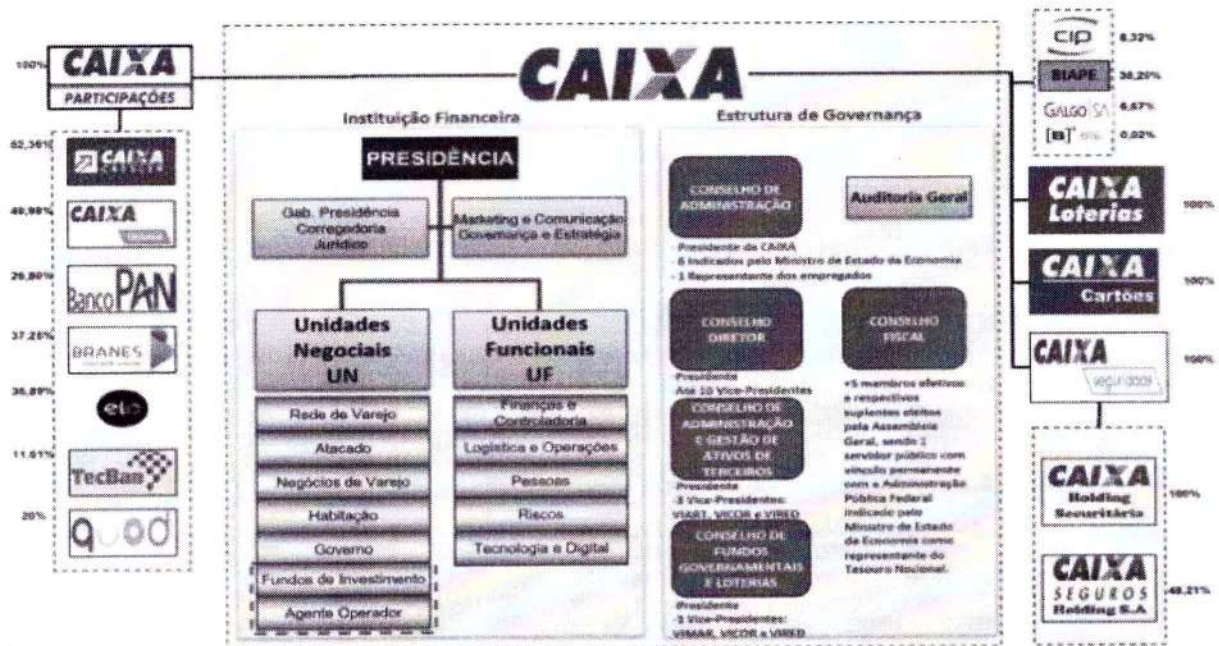 CAIXA
Instituição Financeira
Estrutura de Governança
100%
CAIXA
PARTICIPAÇÕES
CAIXA
CAIXA
Banco PAN
BRANES
elo
11,61%
TecBan
20%
quod
PRESIDÊNCIA
Gab. Presidência
Corregedoria
Jurídico
Marketing e Comunicação
Governança e Estratégia
Unidades
Negociais
UN
Rede de Varejo
Atacado
Negócios de Varejo
Habitação
Governo
Fundos de Investimento
Agente Operador
Unidades
Funcionais
UF
Finanças e
Controladoria
Logística e Operações
Pessoas
Riscos
Tecnologia e Digital
CONSELHO DE
ADMINISTRAÇÃO
Auditoria Geral
Presidente da CAIXA
- 6 Indicados pelo Ministro de Estado da Economia
- 1 Representante dos empregados
CONSELHO
DIRETOR
Presidente
Até 10 Vice-Presidentes
CONSELHO
FISCAL
5 membros efetivos
e respectivos
suplentes eleitos
pela Assembleia
Geral, sendo 1
servidor público com
vínculo permanente
com a Administração
Pública Federal
indicado pelo
Ministro de Estado
da Economia como
representante do
Tesouro Nacional.
CONSELHO DE
ADMINISTRAÇÃO
E GESTÃO DE
ATIVOS DE
TERCEIROS
Presidente
-3 Vice-Presidentes:
VIART, VICOR e VIRED
CONSELHO DE
FUNDOS
GOVERNAMENTAIS
E LOTERIAS
Presidente
-3 Vice-Presidentes:
VIMAR, VICOR e VIRED
CIP
BIAPE
GALGO SA
6,67%
[B]³
0,02%
CAIXA
Loterias
100%
CAIXA
Cartões
100%
CAIXA
seguridade
100%
CAIXA
Holding
Securitária
100%
CAIXA
SEGUROS
Holding S.A
48,21%